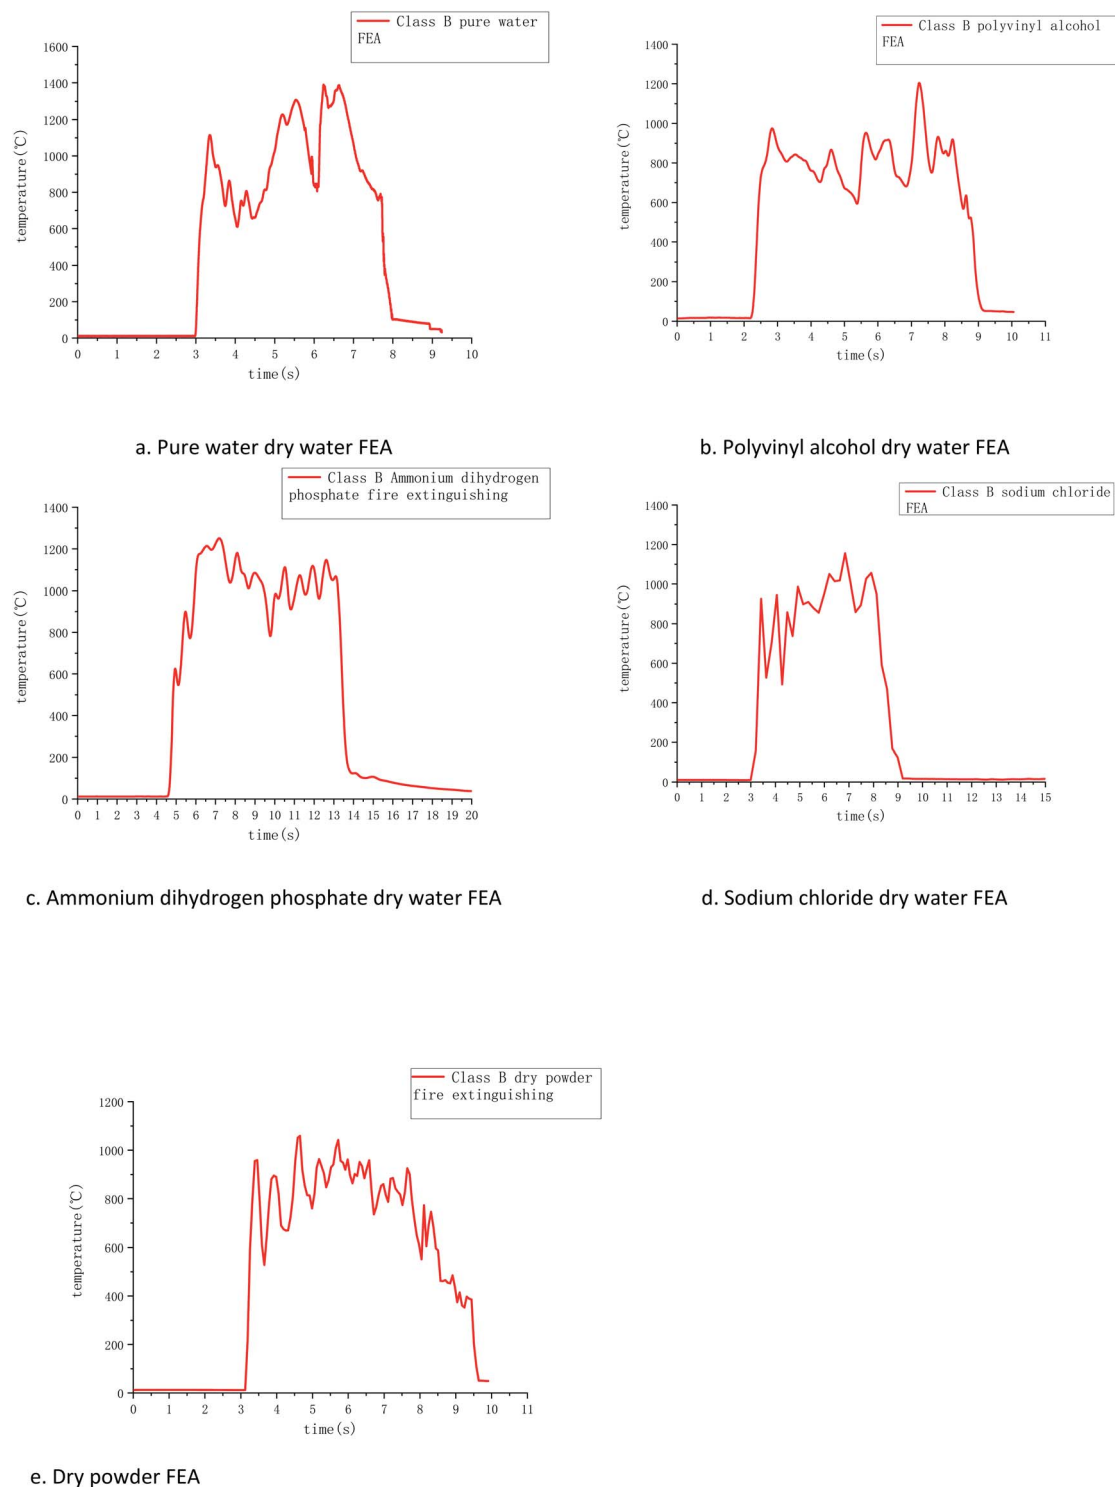 Class B pure water
FEA
1600
1400
1200
1000
800
600
400
200
0
temperature(℃)
0 1 2 3 4 5 6 7 8 9 10
time(s)
a. Pure water dry water FEA
Class B polyvinyl alcohol
FEA
1400
1200
1000
800
600
400
200
0
temperature(℃)
0 1 2 3 4 5 6 7 8 9 10 11
time(s)
b. Polyvinyl alcohol dry water FEA
Class B Ammonium dihydrogen
phosphate fire extinguishing
1400
1200
1000
800
600
400
200
0
temperature(℃)
0 1 2 3 4 5 6 7 8 9 10 11 12 13 14 15 16 17 18 19 20
time(s)
c. Ammonium dihydrogen phosphate dry water FEA
Class B sodium chloride
FEA
1400
1200
1000
800
600
400
200
0
temperature(℃)
0 1 2 3 4 5 6 7 8 9 10 11 12 13 14 15
time(s)
d. Sodium chloride dry water FEA
Class B dry powder
fire extinguishing
1200
1000
800
600
400
200
0
temperature(℃)
0 1 2 3 4 5 6 7 8 9 10 11
time(s)
e. Dry powder FEA